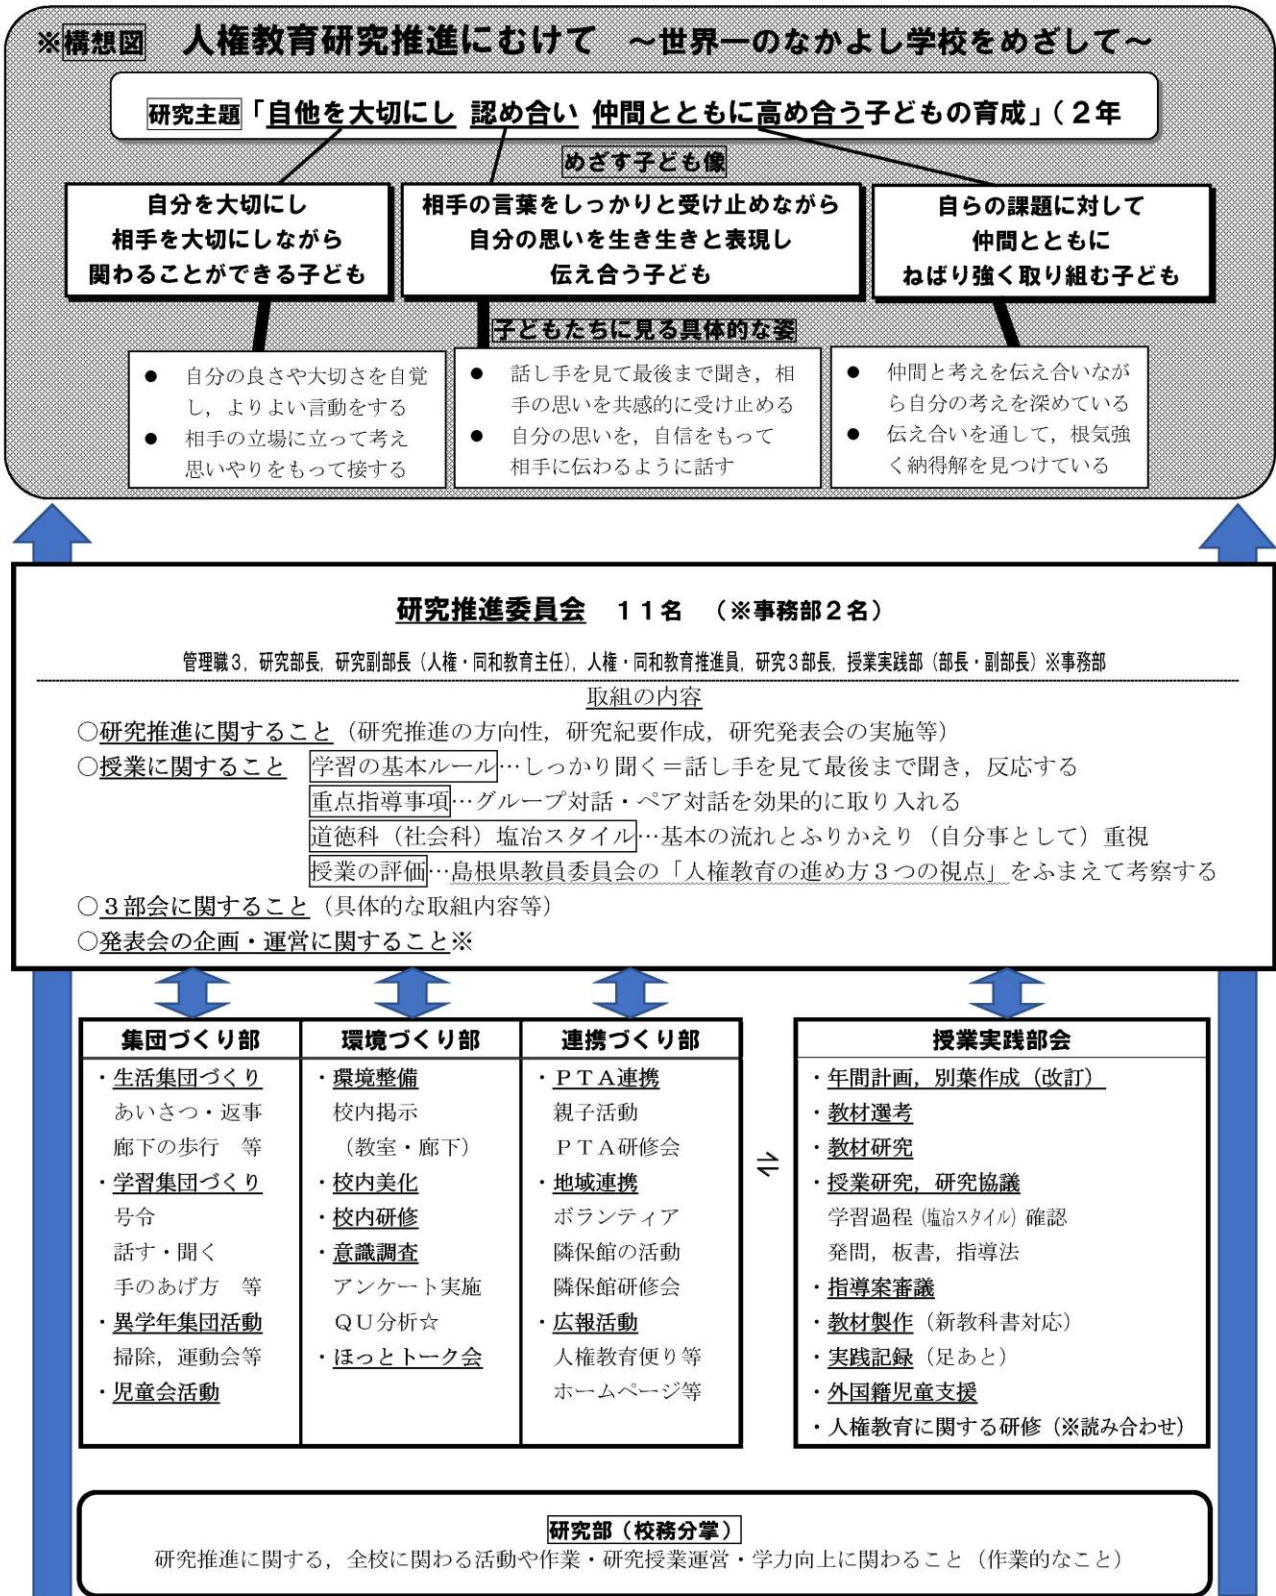 ※構想図 人権教育研究推進にむけて ～世界一のなかよし学校をめざして～
研究主題「自他を大切にし 認め合い 仲間とともに高め合う子どもの育成」（２年
めざす子ども像
自分を大切にし
相手を大切にしながら
関わることができる子ども
相手の言葉をしっかりと受け止めながら
自分の思いを生き生きと表現し
伝え合う子ども
自らの課題に対して
仲間とともに
ねばり強く取り組む子ども
子どもたちに見る具体的な姿
● 自分の良さや大切さを自覚
し，よりよい言動をする
● 相手の立場に立って考え
思いやりをもって接する
● 話し手を見て最後まで聞き，相
手の思いを共感的に受け止める
● 自分の思いを，自信をもって
相手に伝わるように話す
● 仲間と考えを伝え合いなが
ら自分の考えを深めている
● 伝え合いを通して，根気強
く納得解を見つけている
研究推進委員会 １１名 （※事務部２名）
管理職３，研究部長，研究副部長（人権・同和教育主任），人権・同和教育推進員，研究３部長，授業実践部（部長・副部長）※事務部
取組の内容
○研究推進に関すること（研究推進の方向性，研究紀要作成，研究発表会の実施等）
○授業に関すること 学習の基本ルール…しっかり聞く＝話し手を見て最後まで聞き，反応する
重点指導事項…グループ対話・ペア対話を効果的に取り入れる
道徳科（社会科）塩冶スタイル…基本の流れとふりかえり（自分事として）重視
授業の評価…島根県教員委員会の「人権教育の進め方３つの視点」をふまえて考察する
○３部会に関すること（具体的な取組内容等）
○発表会の企画・運営に関すること※
集団づくり部
・生活集団づくり
あいさつ・返事
廊下の歩行 等
・学習集団づくり
号令
話す・聞く
手のあげ方 等
・異学年集団活動
掃除，運動会等
・児童会活動
環境づくり部
・環境整備
校内掲示
（教室・廊下）
・校内美化
・校内研修
・意識調査
アンケート実施
ＱＵ分析☆
・ほっとトーク会
連携づくり部
・ＰＴＡ連携
親子活動
ＰＴＡ研修会
・地域連携
ボランティア
隣保館の活動
隣保館研修会
・広報活動
人権教育便り等
ホームページ等
⇌
授業実践部会
・年間計画，別葉作成（改訂）
・教材選考
・教材研究
・授業研究，研究協議
学習過程（塩冶スタイル）確認
発問，板書，指導法
・指導案審議
・教材製作（新教科書対応）
・実践記録（足あと）
・外国籍児童支援
・人権教育に関する研修（※読み合わせ）
研究部（校務分掌）
研究推進に関する，全校に関わる活動や作業・研究授業運営・学力向上に関わること（作業的なこと）